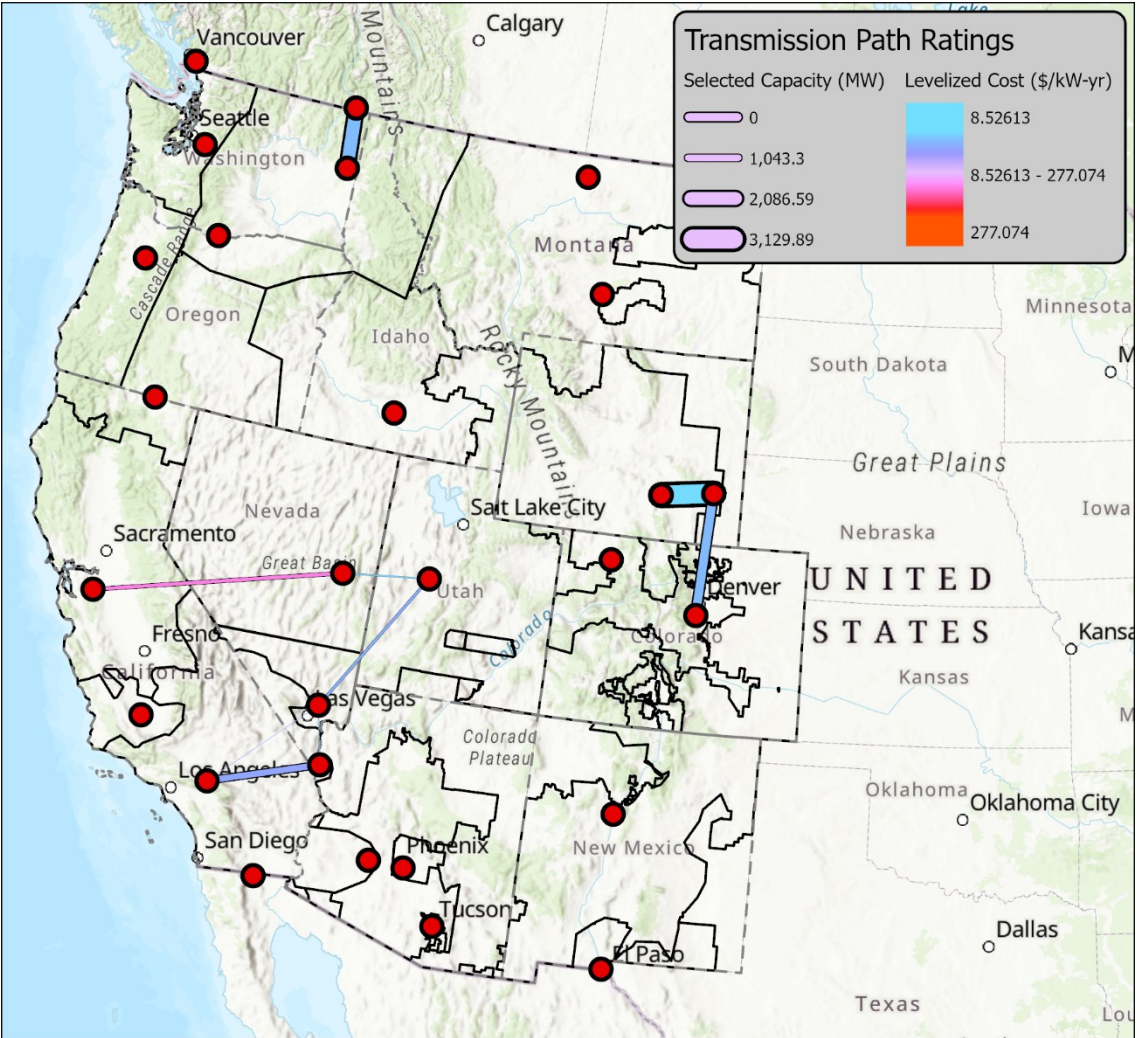 Lake
Calgary
Vancouver
Mountains
Transmission Path Ratings
Selected Capacity (MW)
Levelized Cost ($/kW-yr)
0
8.52613
1,043.3
8.52613 - 277.074
2,086.59
3,129.89
277.074
Seattle
Washington
Montana
Cascade Range
Oregon
Idaho
Rocky Mountains
Minnesota
South Dakota
M
Great Plains
Salt Lake City
Nevada
Iowa
Sacramento
Nebraska
Great Basin
UNITED
Utah
Denver
STATES
Fresno
Colorado
Colorado
Kansa
California
Kansas
Las Vegas
M
Colorado
Plateau
Los Angeles
Oklahoma
Oklahoma City
San Diego
Phoenix
New Mexico
Tucson
Dallas
El Paso
Texas
Lou